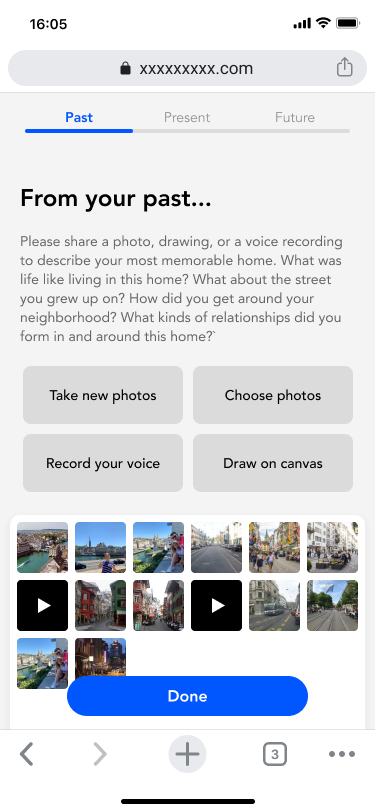 16:05
xxxxxxxxx.com
Past Present Future
From your past...
Please share a photo, drawing, or a voice recording
to describe your most memorable home. What was
life like living in this home? What about the street
you grew up on? How did you get around your
neighborhood? What kinds of relationships did you
form in and around this home?`
Take new photos Choose photos
Record your voice Draw on canvas
Done
3